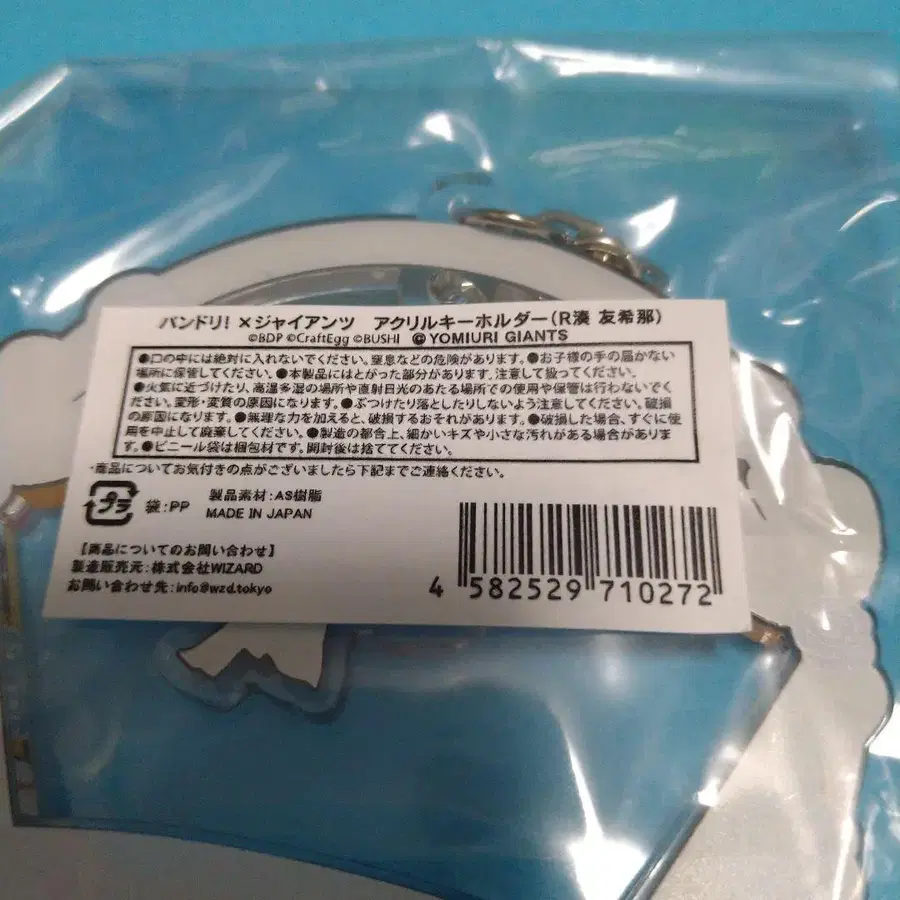 バンドリ! ×ジャイアンツ アクリルキーホルダー(R湊 友希那)
©BDP ©CraftEgg ©BUSHI @YOMIURI GIANTS
●口の中には絶対に入れないでください。窒息などの危険があります。●お子様の手の届かない
場所に保管してください。●本製品にはとがった部分があります。注意して扱ってください。
●火気に近づけたり、高温多湿の場所や直射日光のあたる場所での使用や保管は行わないでく
ださい。変形・変質の原因になります。●ぶつけたり落としたりしないよう注意してください。破損
の原因になります。●無理な力を加えると、破損するおそれがあります。●破損した場合、すぐに使
用を中止して廃棄してください。●製造の都合上、細かいキズや小さな汚れがある場合がありま
す。●ビニール袋は梱包材です。開封後は捨ててください。
・商品についてお気付きの点がございましたら下記までご連絡ください。
プラ 袋:PP 製品素材:AS樹脂
MADE IN JAPAN
【商品についてのお問い合わせ】
製造販売元:株式会社WIZARD
お問い合わせ先:info@wzd.tokyo
4 582529 710272